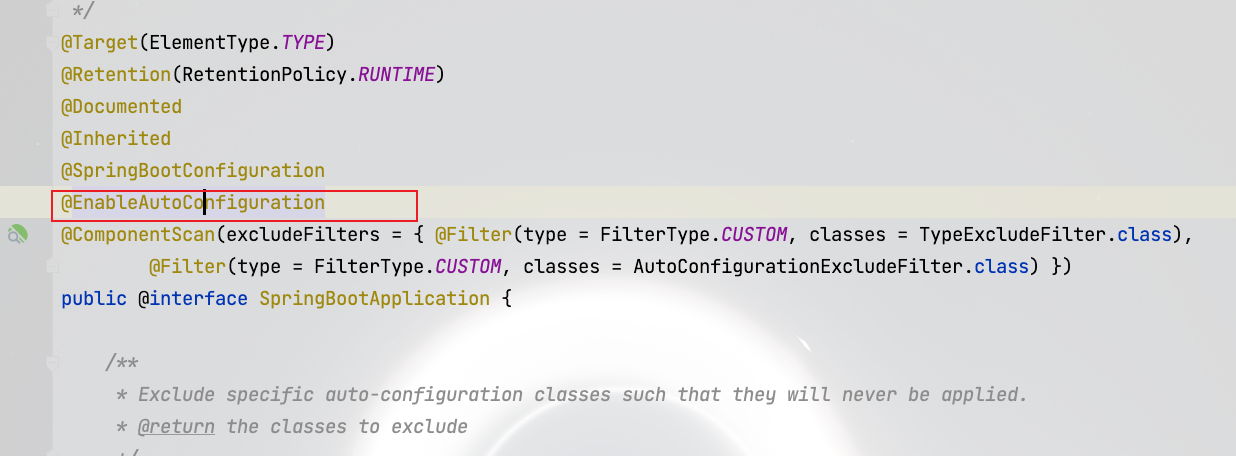 */
@Target(ElementType.TYPE)
@Retention(RetentionPolicy.RUNTIME)
@Documented
@Inherited
@SpringBootConfiguration
@EnableAutoConfiguration
@ComponentScan(excludeFilters = { @Filter(type = FilterType.CUSTOM, classes = TypeExcludeFilter.class),
        @Filter(type = FilterType.CUSTOM, classes = AutoConfigurationExcludeFilter.class) })
public @interface SpringBootApplication {
    /**
     * Exclude specific auto-configuration classes such that they will never be applied.
     * @return the classes to exclude
     */